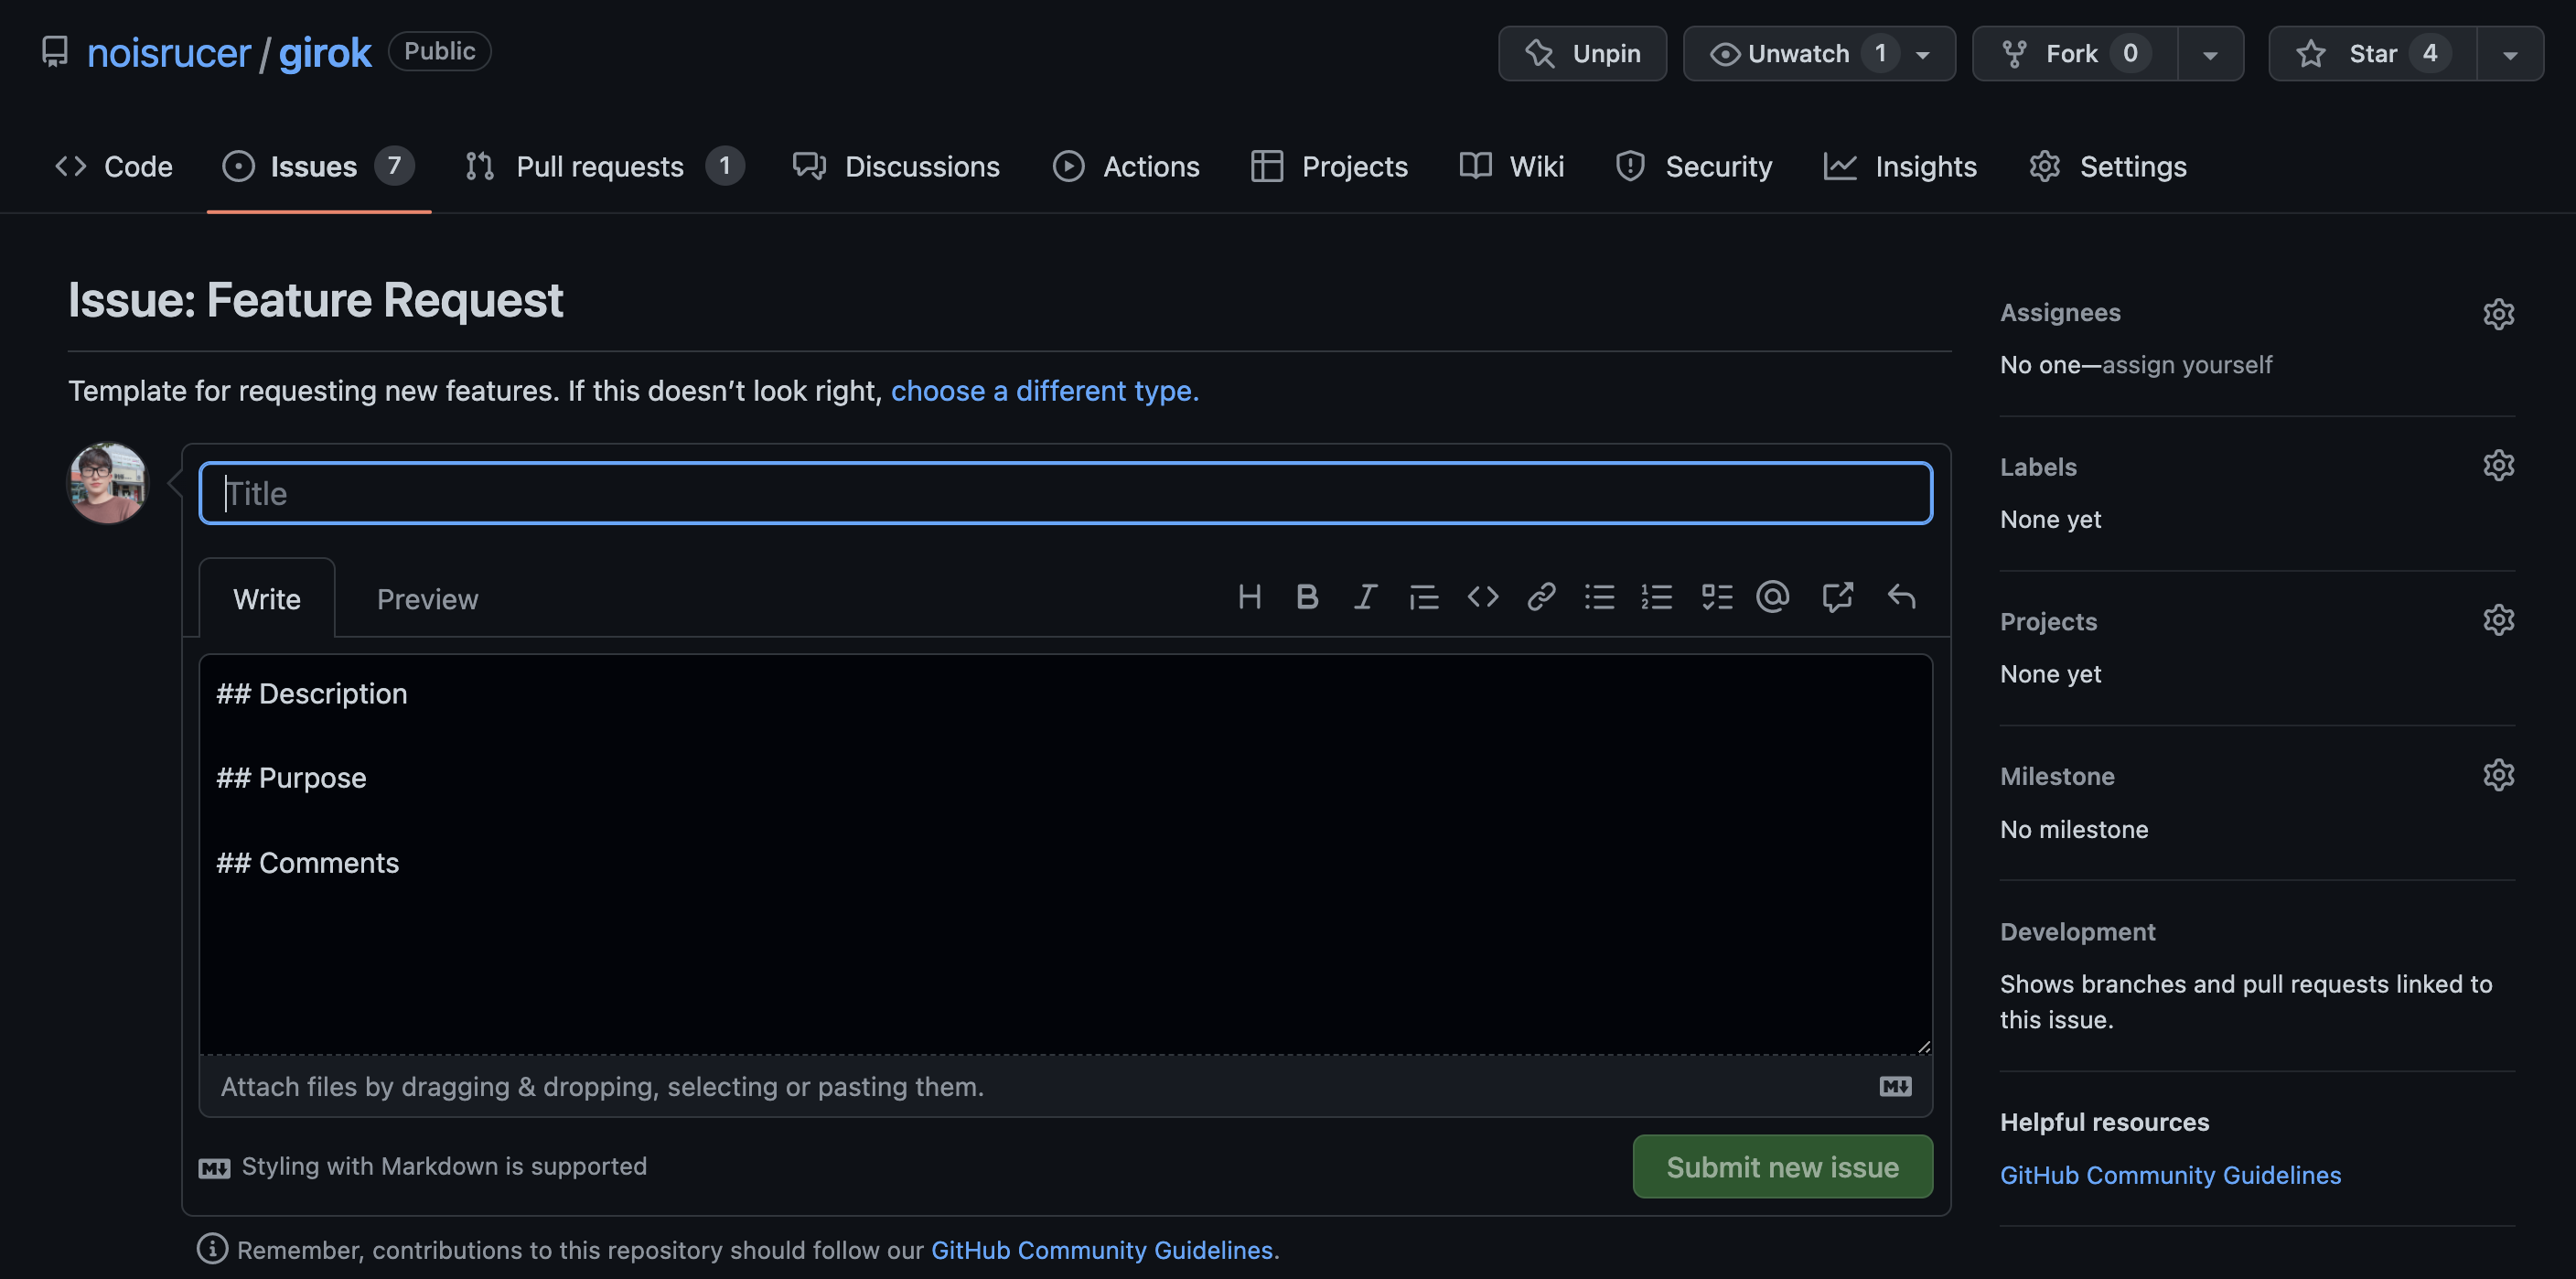 noisrucer / girok Public
Unpin Unwatch 1 Fork 0 Star 4
Code Issues 7 Pull requests 1 Discussions Actions Projects Wiki Security Insights Settings
Issue: Feature Request
Template for requesting new features. If this doesn’t look right, choose a different type.
Title
Write Preview
## Description
## Purpose
## Comments
Attach files by dragging & dropping, selecting or pasting them.
Styling with Markdown is supported
Submit new issue
Remember, contributions to this repository should follow our GitHub Community Guidelines.
Assignees
No one—assign yourself
Labels
None yet
Projects
None yet
Milestone
No milestone
Development
Shows branches and pull requests linked to
this issue.
Helpful resources
GitHub Community Guidelines